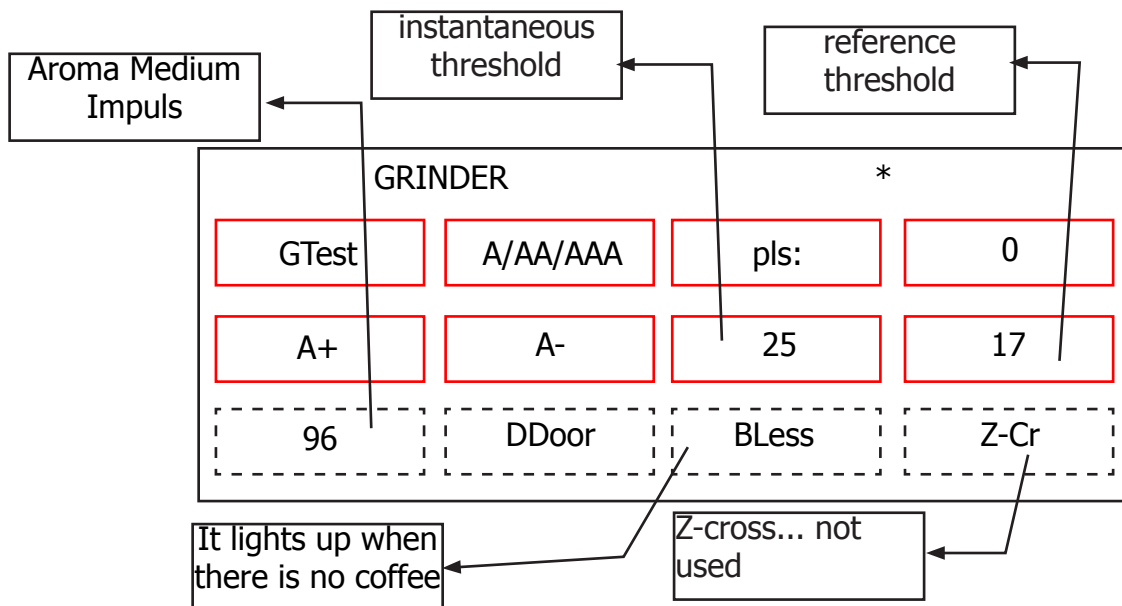 instantaneous
threshold
reference
threshold
Aroma Medium
Impuls
GRINDER *
GTest A/AA/AAA pls: 0
A+ A- 25 17
96 DDoor BLess Z-Cr
It lights up when
there is no coffee
Z-cross... not
used